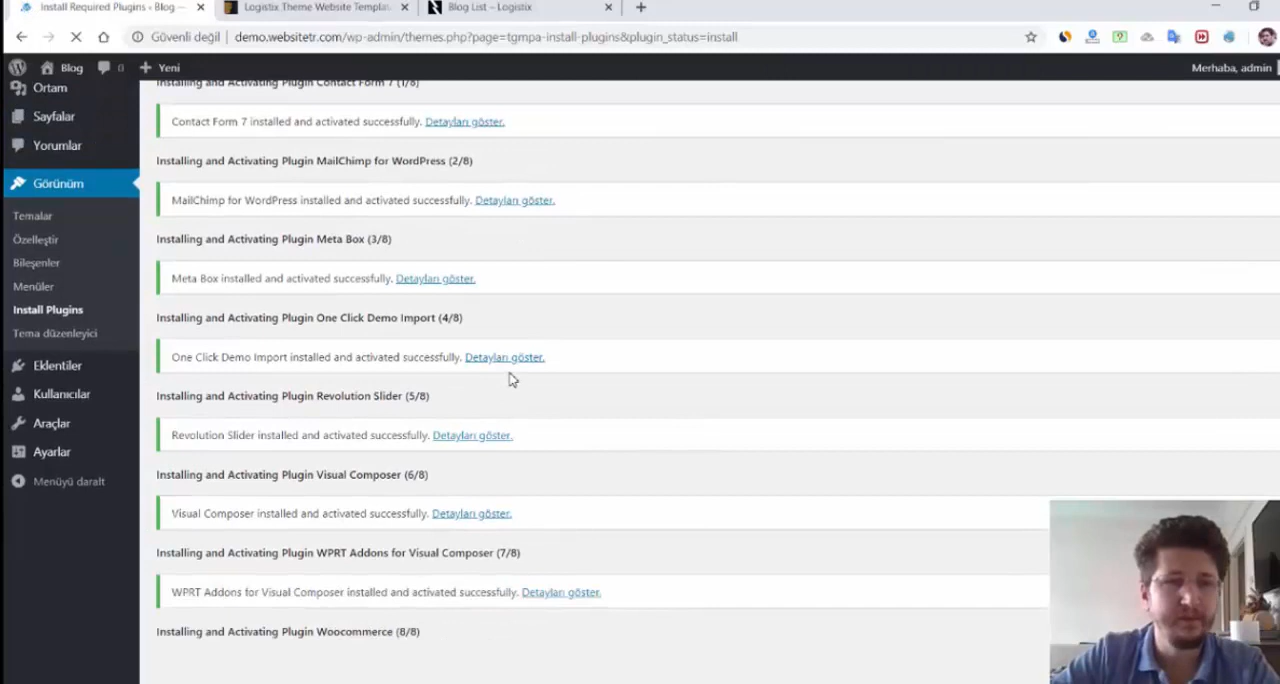 Install Required Plugins ‹ Blog —
Logistix Theme Website Templat
Blog List – Logistix
Güvenli değil
demo.websitetr.com/wp-admin/themes.php?page=tgmpa-install-plugins&plugin_status=install
Blog
0
Yeni
Merhaba, admin
Ortam
Sayfalar
Yorumlar
Görünüm
Temalar
Özelleştir
Bileşenler
Menüler
Install Plugins
Tema düzenleyici
Eklentiler
Kullanıcılar
Araçlar
Ayarlar
Menüyü daralt
Installing and Activating Plugin Contact Form 7 (1/8)
Contact Form 7 installed and activated successfully. Detayları göster.
Installing and Activating Plugin MailChimp for WordPress (2/8)
MailChimp for WordPress installed and activated successfully. Detayları göster.
Installing and Activating Plugin Meta Box (3/8)
Meta Box installed and activated successfully. Detayları göster.
Installing and Activating Plugin One Click Demo Import (4/8)
One Click Demo Import installed and activated successfully. Detayları göster.
Installing and Activating Plugin Revolution Slider (5/8)
Revolution Slider installed and activated successfully. Detayları göster.
Installing and Activating Plugin Visual Composer (6/8)
Visual Composer installed and activated successfully. Detayları göster.
Installing and Activating Plugin WPRT Addons for Visual Composer (7/8)
WPRT Addons for Visual Composer installed and activated successfully. Detayları göster.
Installing and Activating Plugin Woocommerce (8/8)